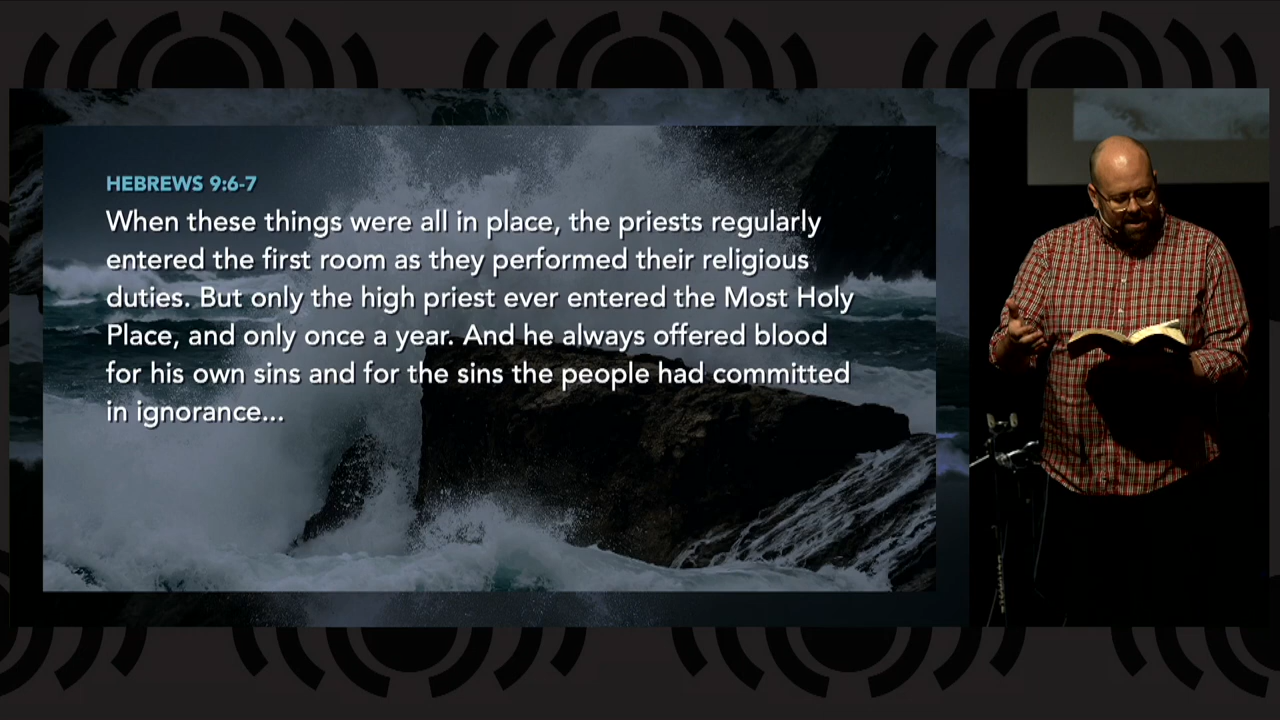 HEBREWS 9:6-7
When these things were all in place, the priests regularly
entered the first room as they performed their religious
duties. But only the high priest ever entered the Most Holy
Place, and only once a year. And he always offered blood
for his own sins and for the sins the people had committed
in ignorance...